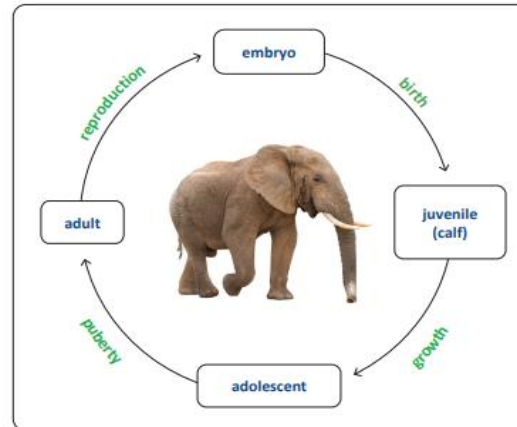 embryo
birth
juvenile
(calf)
growth
adolescent
puberty
adult
reproduction